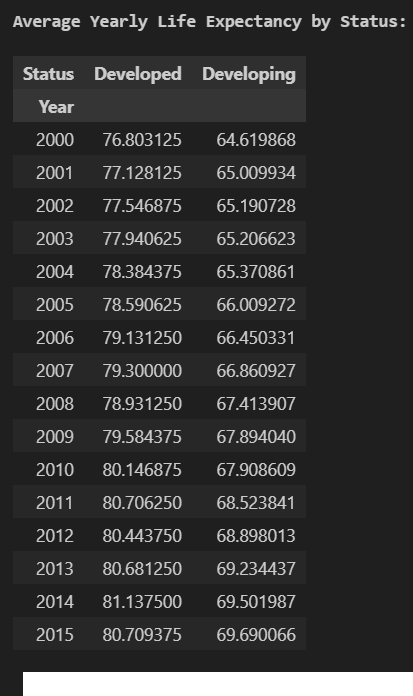 Average Yearly Life Expectancy by Status:
Status Developed Developing
Year
2000 76.803125 64.619868
2001 77.128125 65.009934
2002 77.546875 65.190728
2003 77.940625 65.206623
2004 78.384375 65.370861
2005 78.590625 66.009272
2006 79.131250 66.450331
2007 79.300000 66.860927
2008 78.931250 67.413907
2009 79.584375 67.894040
2010 80.146875 67.908609
2011 80.706250 68.523841
2012 80.443750 68.898013
2013 80.681250 69.234437
2014 81.137500 69.501987
2015 80.709375 69.690066